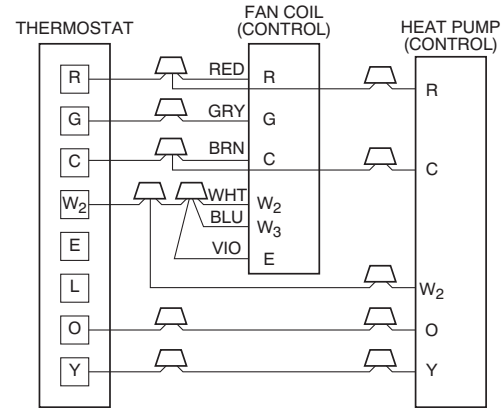 FAN COIL
(CONTROL)
THERMOSTAT
HEAT PUMP
(CONTROL)
R
RED
R
R
G
GRY
G
C
BRN
C
C
W₂
WHT
W₂
BLU
W₃
E
VIO
E
L
W₂
O
O
Y
Y